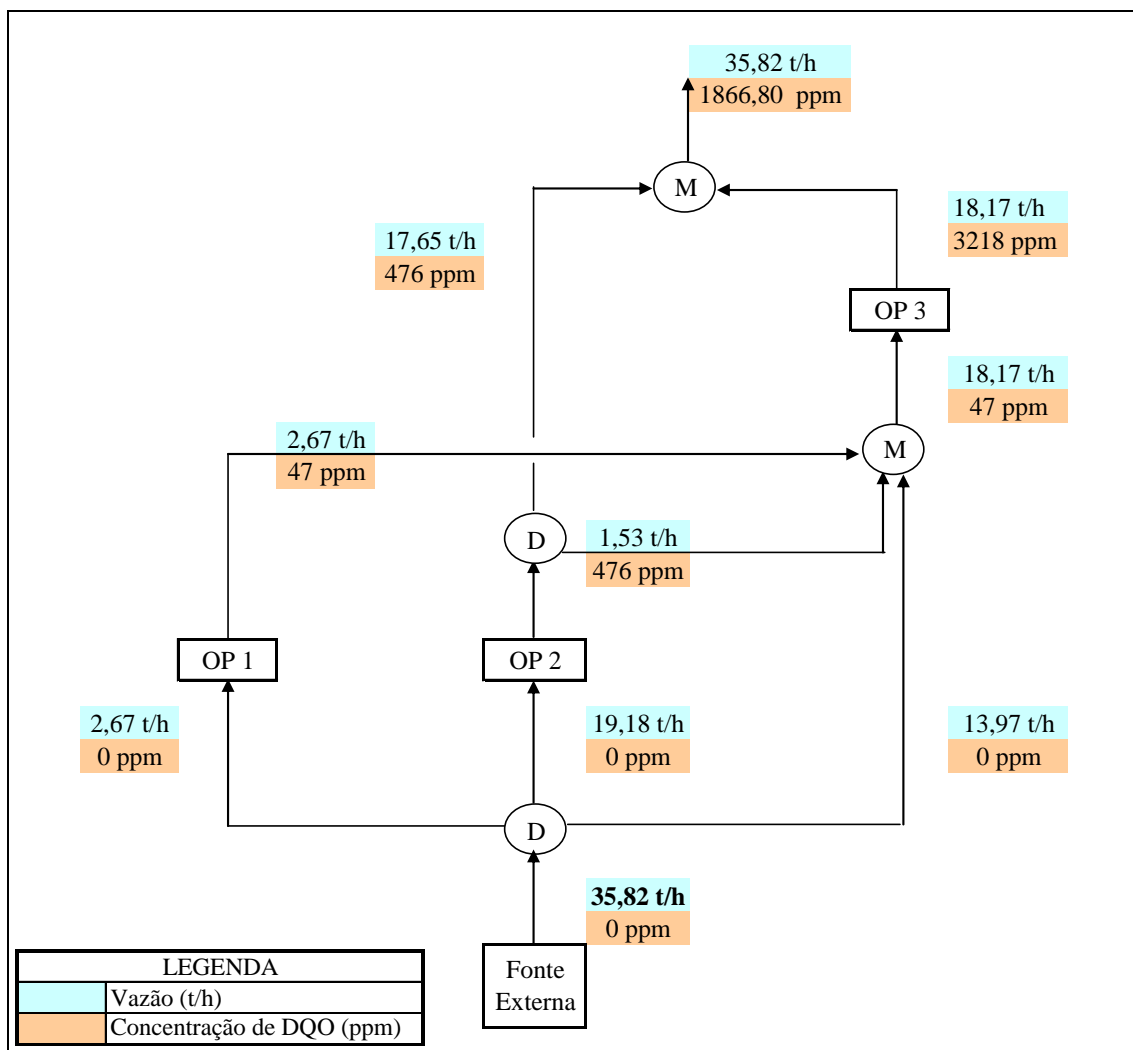 35,82 t/h
1866,80 ppm
M
17,65 t/h
476 ppm
18,17 t/h
3218 ppm
OP 3
18,17 t/h
47 ppm
2,67 t/h
47 ppm
M
D
1,53 t/h
476 ppm
OP 1
OP 2
2,67 t/h
0 ppm
19,18 t/h
0 ppm
13,97 t/h
0 ppm
D
35,82 t/h
0 ppm
Fonte
Externa
LEGENDA
Vazão (t/h)
Concentração de DQO (ppm)